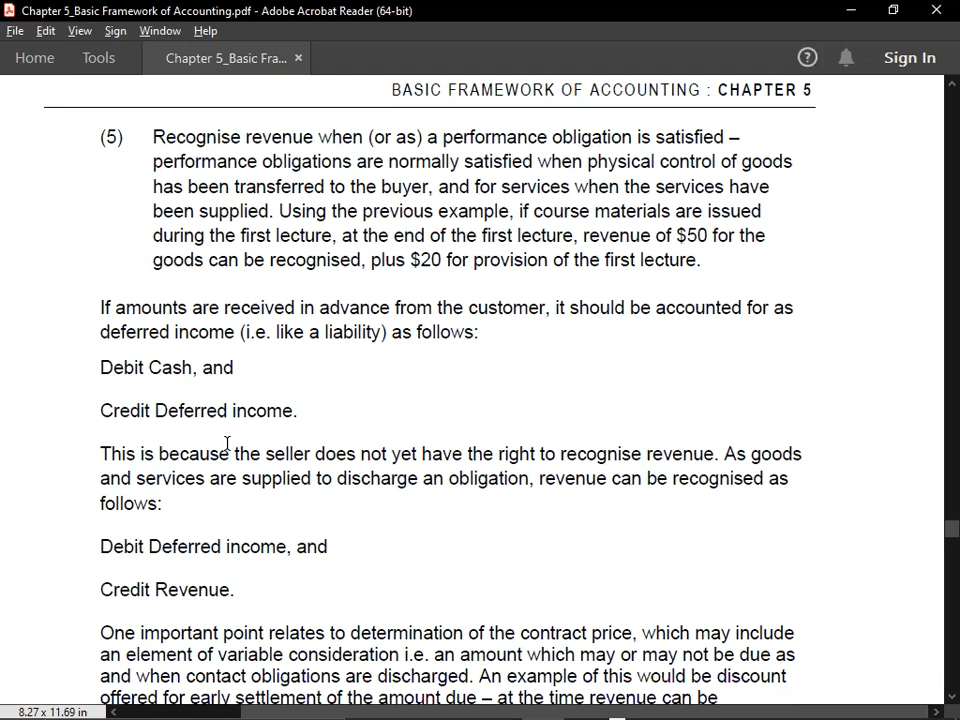 Chapter 5_Basic Framework of Accounting.pdf - Adobe Acrobat Reader (64-bit)
File Edit View Sign Window Help
Home Tools Chapter 5_Basic Fra... × Sign In
BASIC FRAMEWORK OF ACCOUNTING : CHAPTER 5
(5) Recognise revenue when (or as) a performance obligation is satisfied –
performance obligations are normally satisfied when physical control of goods
has been transferred to the buyer, and for services when the services have
been supplied. Using the previous example, if course materials are issued
during the first lecture, at the end of the first lecture, revenue of $50 for the
goods can be recognised, plus $20 for provision of the first lecture.
If amounts are received in advance from the customer, it should be accounted for as
deferred income (i.e. like a liability) as follows:
Debit Cash, and
Credit Deferred income.
This is because the seller does not yet have the right to recognise revenue. As goods
and services are supplied to discharge an obligation, revenue can be recognised as
follows:
Debit Deferred income, and
Credit Revenue.
One important point relates to determination of the contract price, which may include
an element of variable consideration i.e. an amount which may or may not be due as
and when contact obligations are discharged. An example of this would be discount
offered for early settlement of the amount due – at the time revenue can be
8.27 x 11.69 in